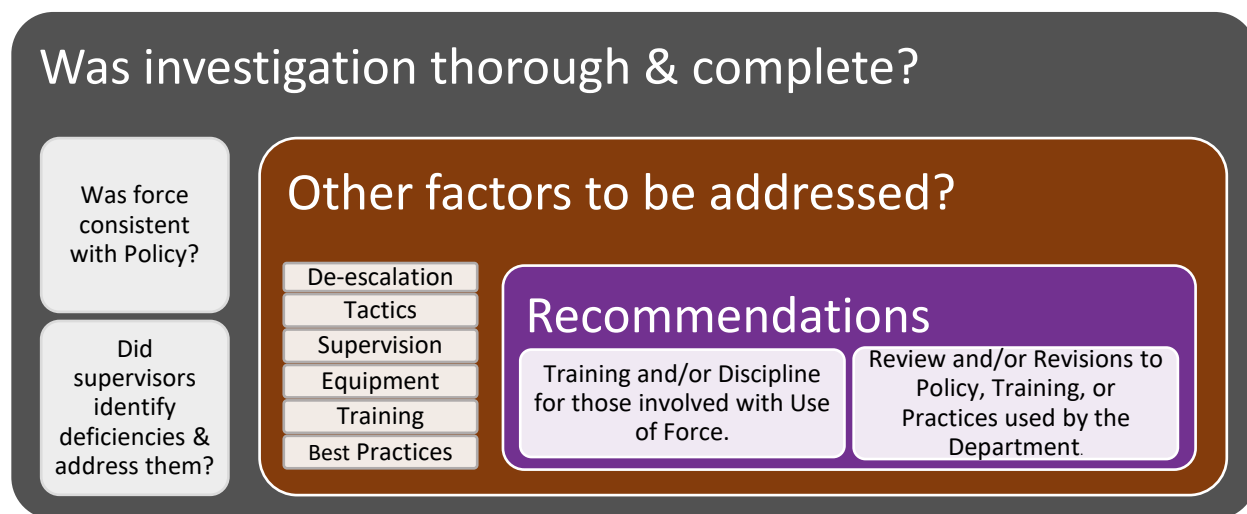 Was investigation thorough & complete?
Was force
consistent
with Policy?
Did
supervisors
identify
deficiencies &
address them?
Other factors to be addressed?
De-escalation
Tactics
Supervision
Equipment
Training
Best Practices
Recommendations
Training and/or Discipline
for those involved with Use
of Force.
Review and/or Revisions to
Policy, Training, or
Practices used by the
Department.